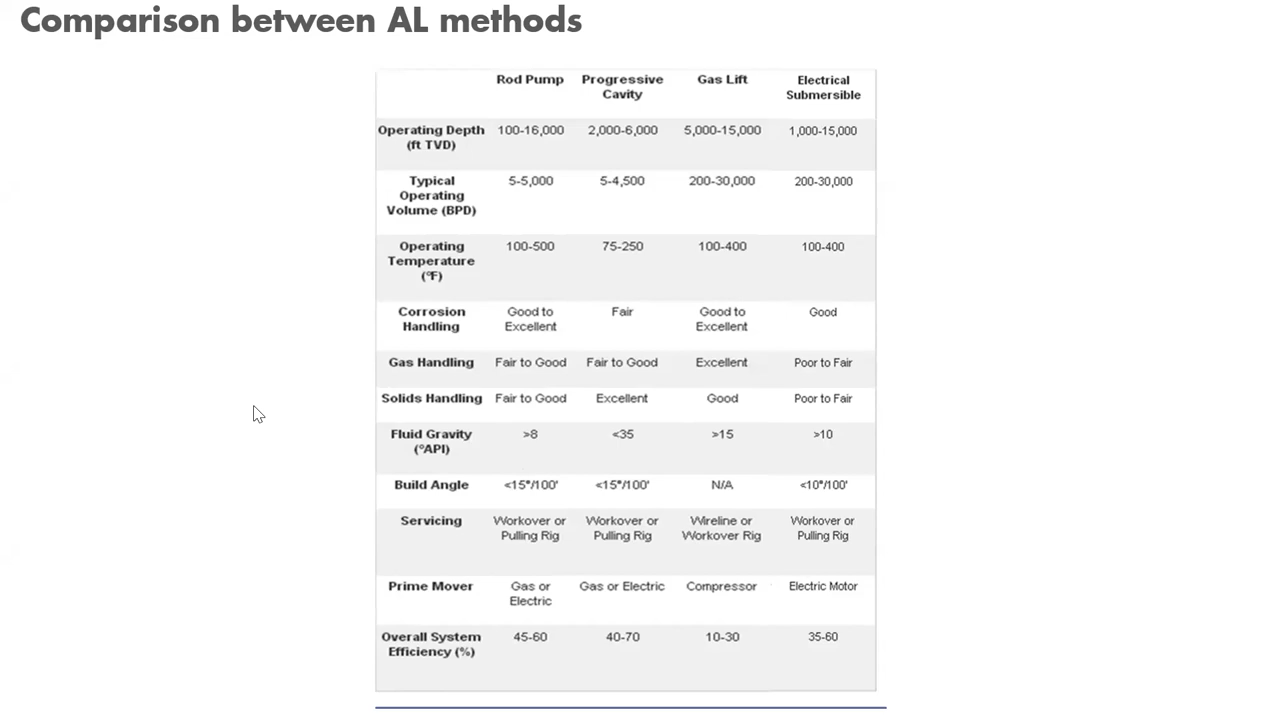 Comparison between AL methods
Rod Pump Progressive Cavity Gas Lift Electrical Submersible
Operating Depth (ft TVD) 100-16,000 2,000-6,000 5,000-15,000 1,000-15,000
Typical Operating Volume (BPD) 5-5,000 5-4,500 200-30,000 200-30,000
Operating Temperature (°F) 100-500 75-250 100-400 100-400
Corrosion Handling Good to Excellent Fair Good to Excellent Good
Gas Handling Fair to Good Fair to Good Excellent Poor to Fair
Solids Handling Fair to Good Excellent Good Poor to Fair
Fluid Gravity (°API) >8 <35 >15 >10
Build Angle <15°/100' <15°/100' N/A <10°/100'
Servicing Workover or Pulling Rig Workover or Pulling Rig Wireline or Workover Rig Workover or Pulling Rig
Prime Mover Gas or Electric Gas or Electric Compressor Electric Motor
Overall System Efficiency (%) 45-60 40-70 10-30 35-60